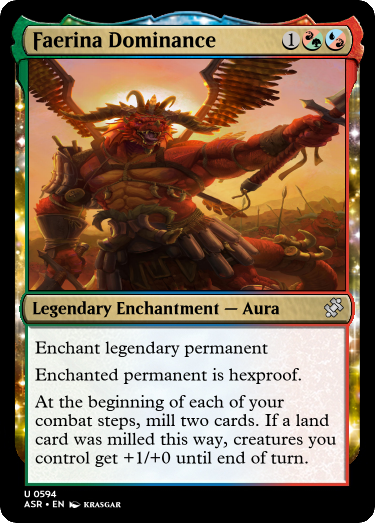 Faerina Dominance 1
Legendary Enchantment — Aura
Enchant legendary permanent
Enchanted permanent is hexproof.
At the beginning of each of your
combat steps, mill two cards. If a land
card was milled this way, creatures you
control get +1/+0 until end of turn.
U 0594
ASR • EN KRASGAR